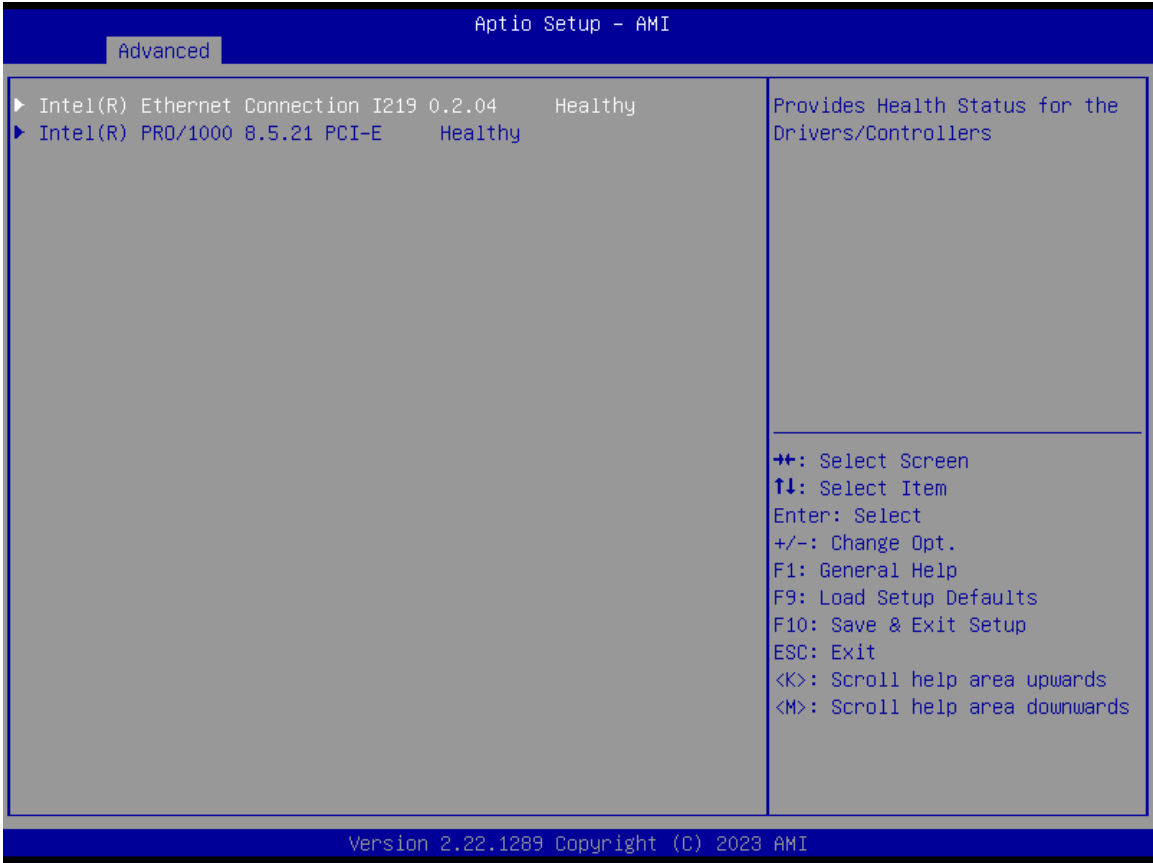 Aptio Setup – AMI
Advanced
▶ Intel(R) Ethernet Connection I219 0.2.04 Healthy
▶ Intel(R) PRO/1000 8.5.21 PCI-E Healthy
Provides Health Status for the
Drivers/Controllers
→←: Select Screen
↑↓: Select Item
Enter: Select
+/-: Change Opt.
F1: General Help
F9: Load Setup Defaults
F10: Save & Exit Setup
ESC: Exit
<K>: Scroll help area upwards
<M>: Scroll help area downwards
Version 2.22.1289 Copyright (C) 2023 AMI